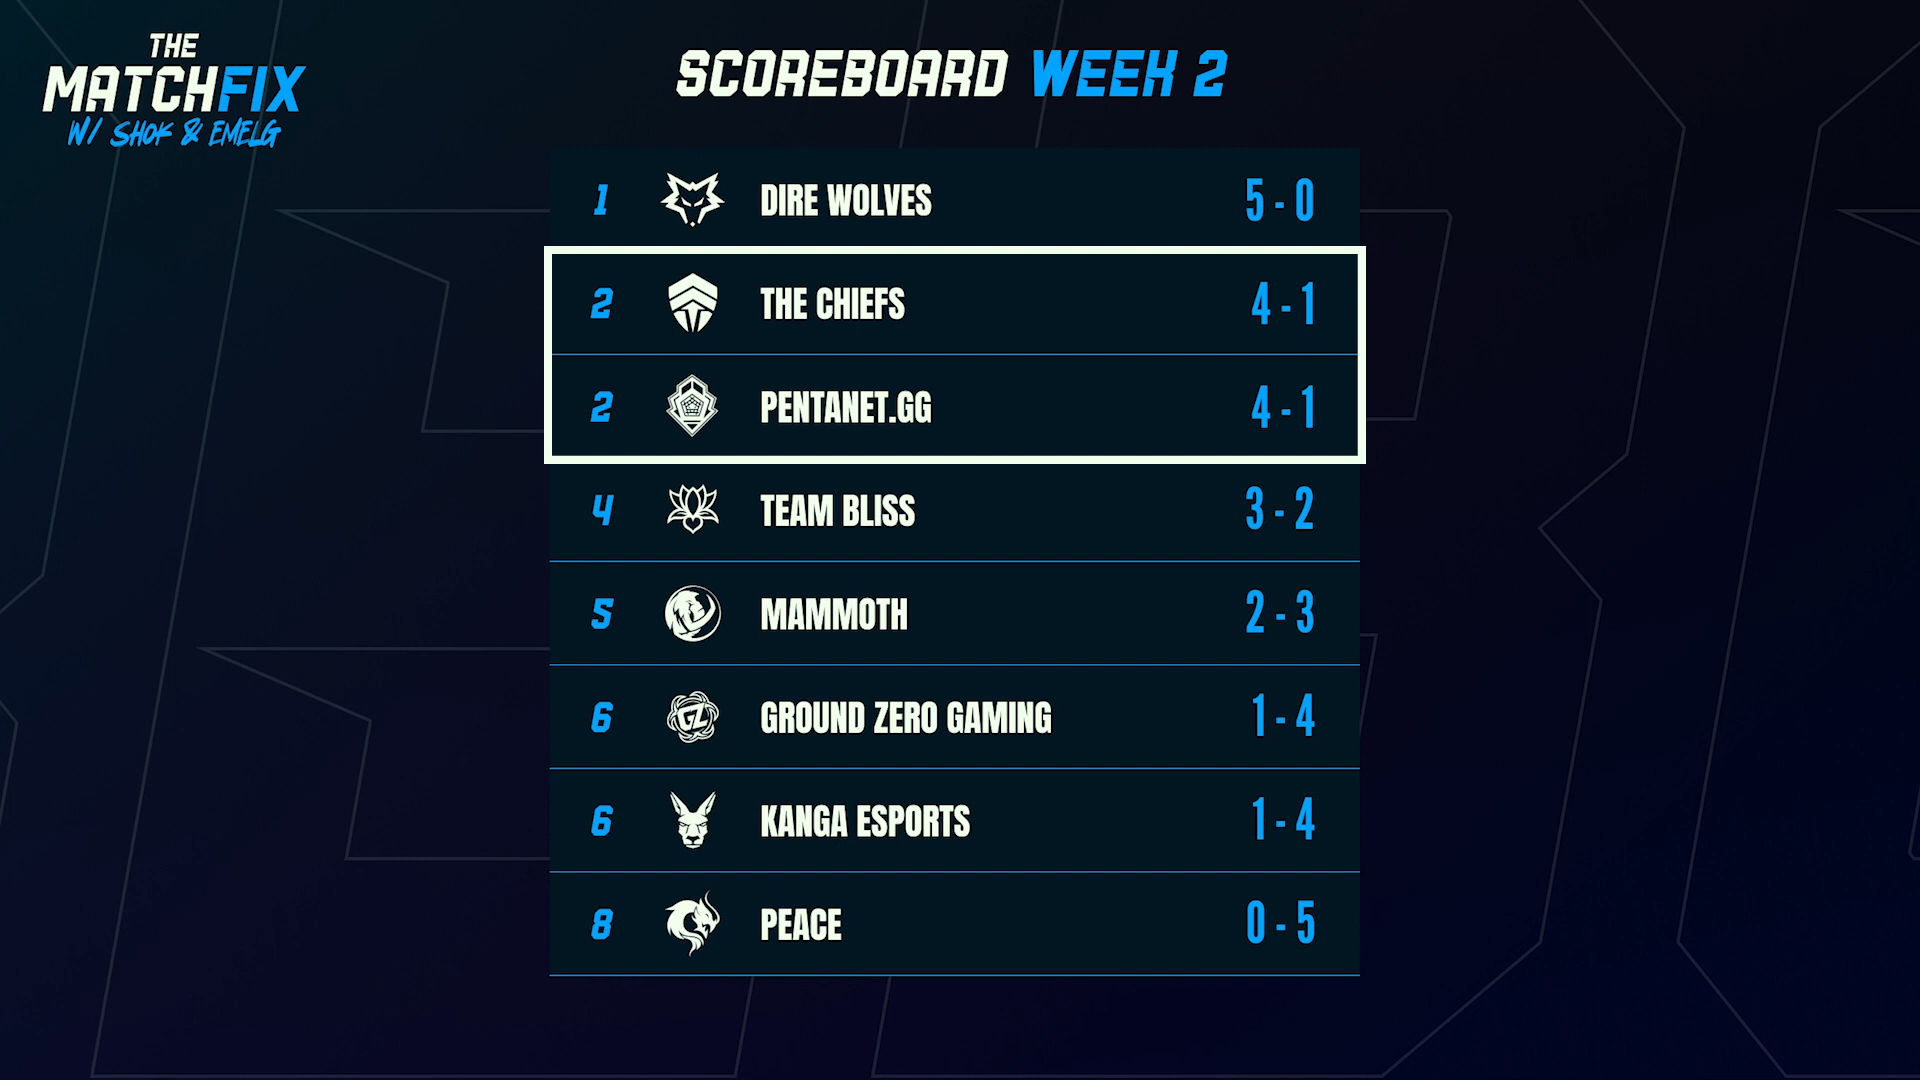 THE
MATCHFIX
W/ SHOK & EMELG
SCOREBOARD WEEK 2
1 DIRE WOLVES 5 - 0
2 THE CHIEFS 4 - 1
2 PENTANET.GG 4 - 1
4 TEAM BLISS 3 - 2
5 MAMMOTH 2 - 3
6 GZ GROUND ZERO GAMING 1 - 4
6 KANGA ESPORTS 1 - 4
8 PEACE 0 - 5